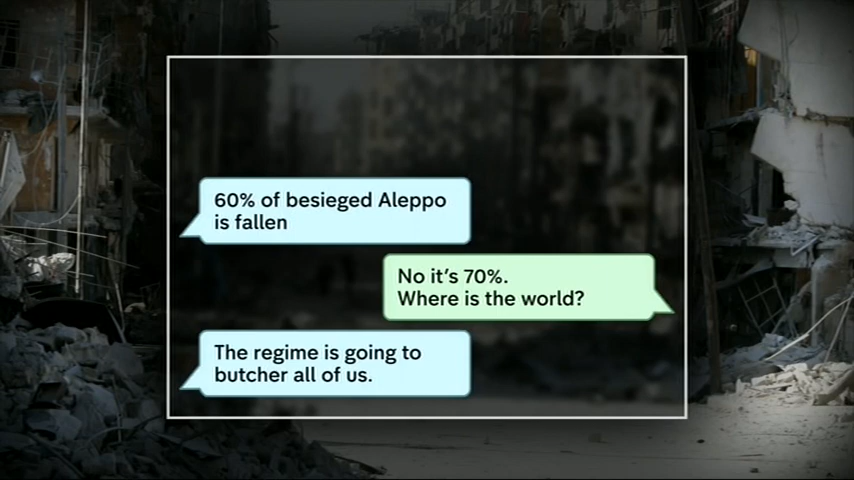 60% of besieged Aleppo
is fallen
No it's 70%.
Where is the world?
The regime is going to
butcher all of us.